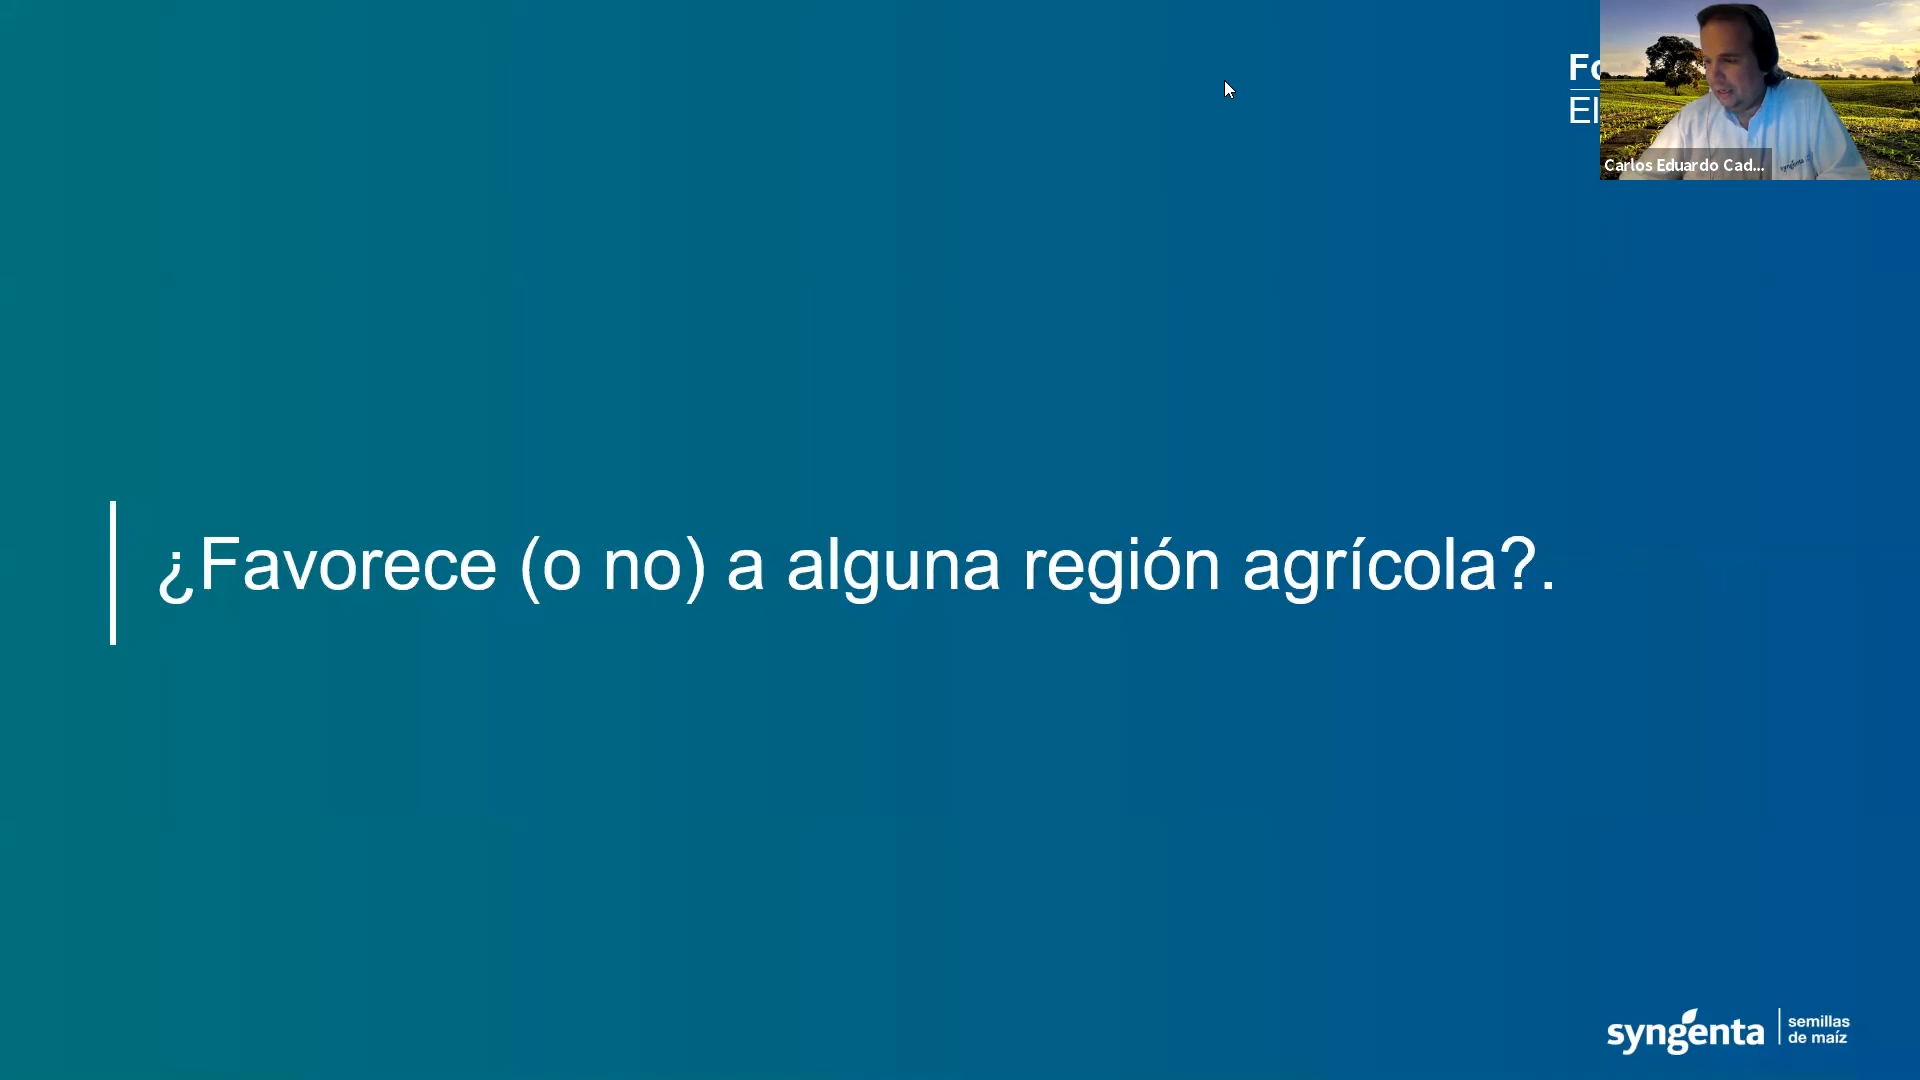 Carlos Eduardo Cad...
¿Favorece (o no) a alguna región agrícola?.
syngenta
semillas
de maíz